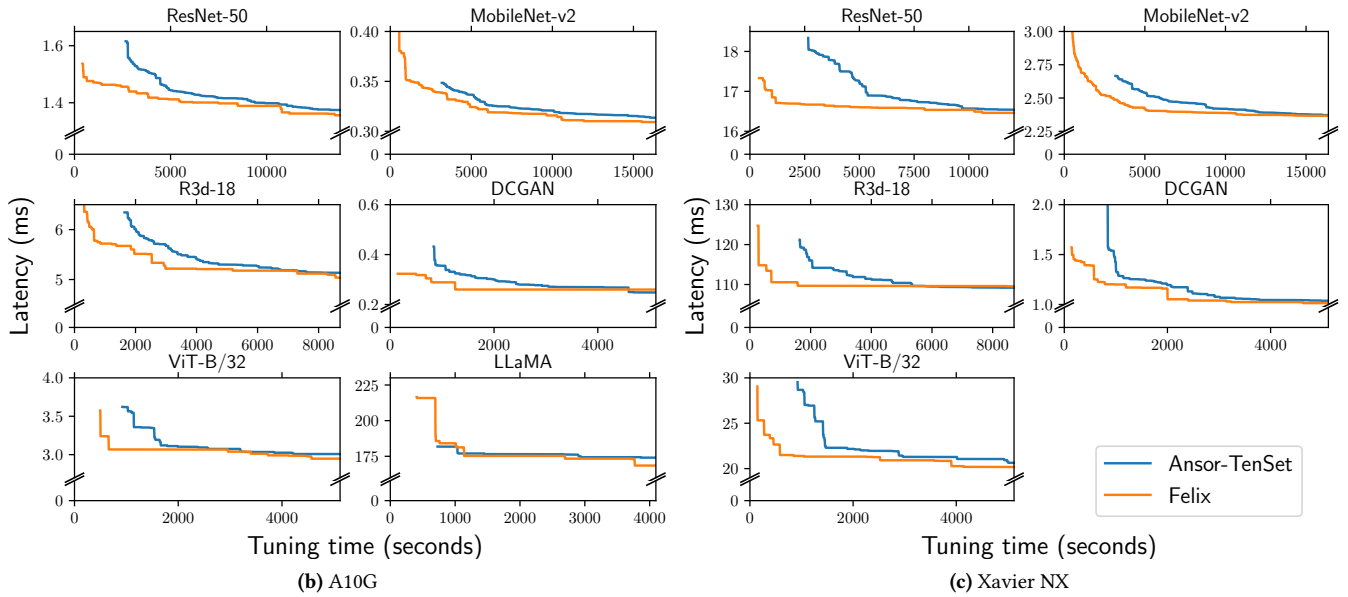 ResNet-50
MobileNet-v2
ResNet-50
MobileNet-v2
1.6
1.4
0
0 5000 10000
0.40
0.35
0.30
0
0 5000 10000 15000
18
17
16
0
0 2500 5000 7500 10000
3.00
2.75
2.50
2.25
0
0 5000 10000 15000
R3d-18
DCGAN
R3d-18
DCGAN
Latency (ms)
6
5
0
0 2000 4000 6000 8000
0.6
0.4
0.2
0
0 2000 4000
Latency (ms)
130
120
110
0
0 2000 4000 6000 8000
2.0
1.5
1.0
0
0 2000 4000
ViT-B/32
LLaMA
ViT-B/32
4.0
3.5
3.0
0
0 2000 4000
225
200
175
0
0 1000 2000 3000 4000
30
25
20
0
0 2000 4000
Ansor-TenSet
Felix
Tuning time (seconds)
Tuning time (seconds)
(b) A10G
(c) Xavier NX